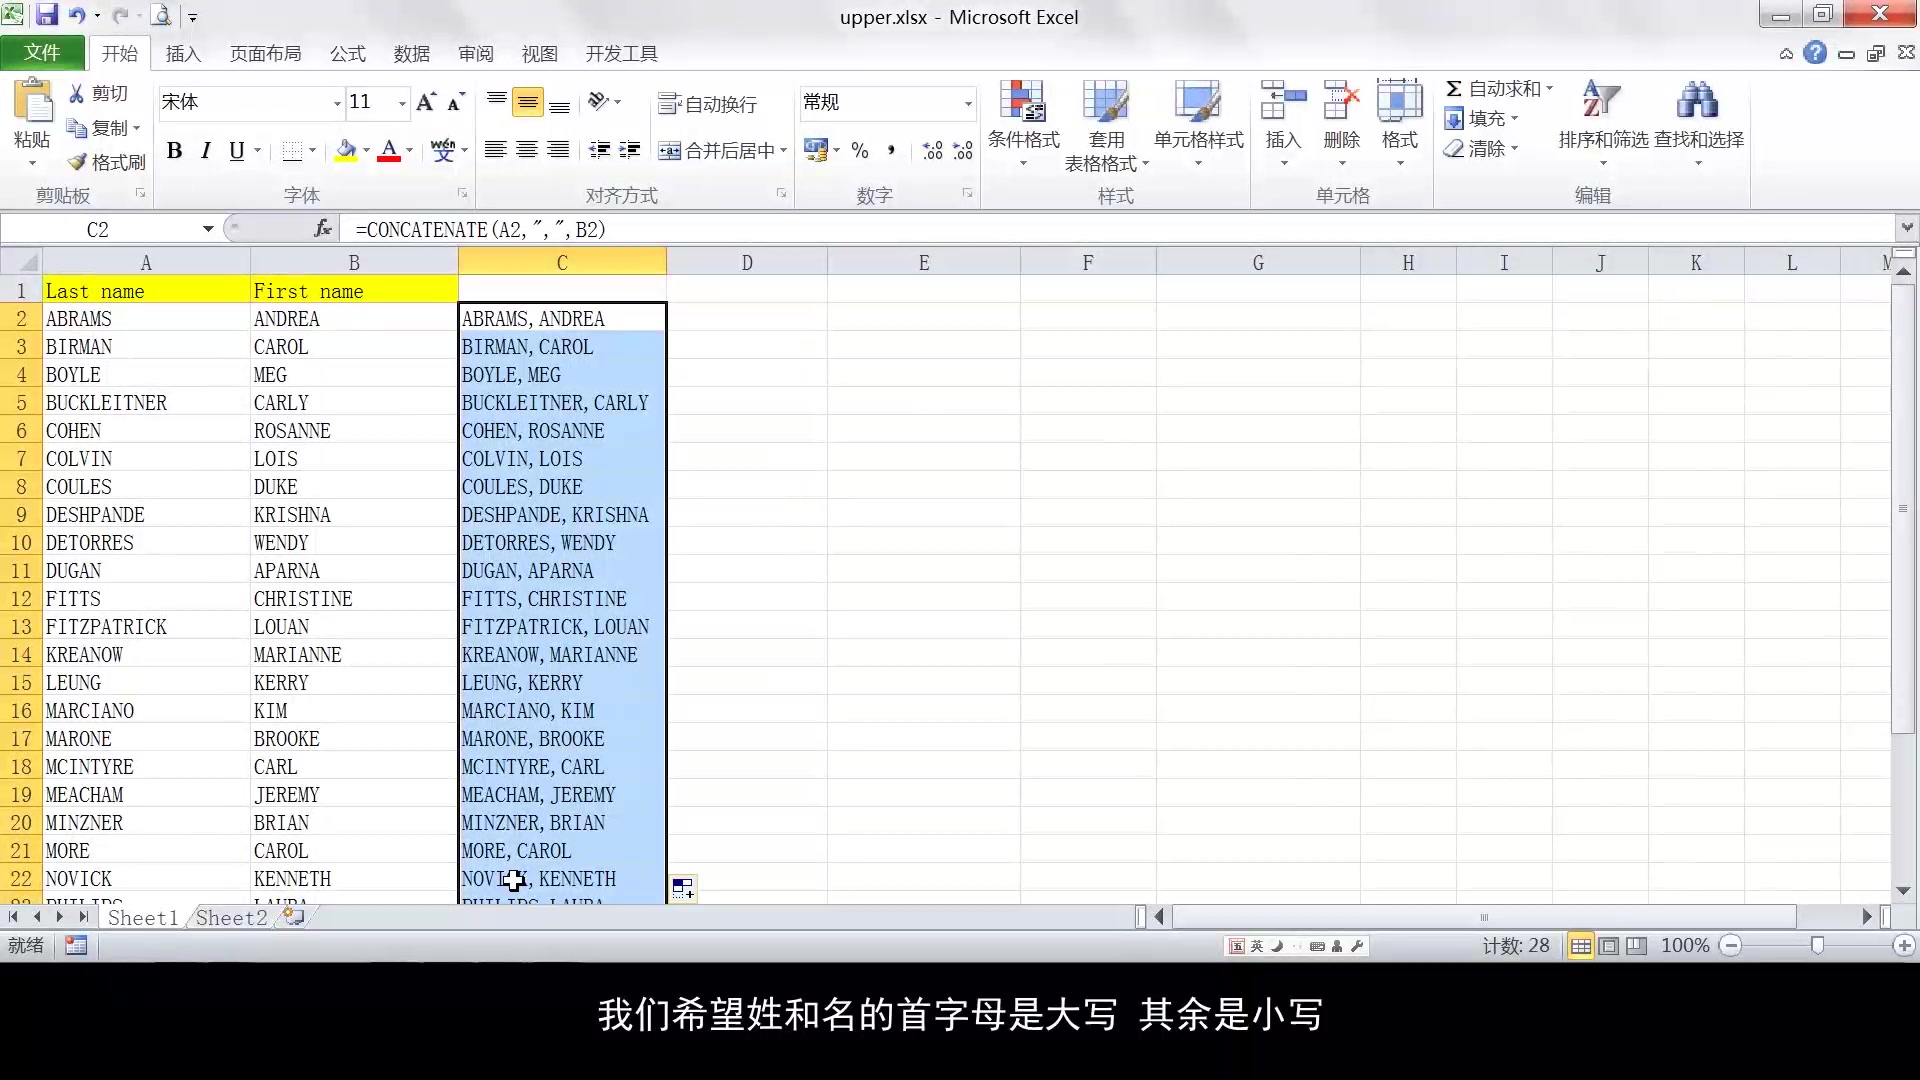 upper.xlsx - Microsoft Excel
文件 开始 插入 页面布局 公式 数据 审阅 视图 开发工具
粘贴 剪切 复制 格式刷
剪贴板
宋体 11
B I U A wén 文
字体
自动换行
合并后居中
对齐方式
常规
% , .00 .00
数字
条件格式 套用表格格式 单元格样式
样式
插入 删除 格式
单元格
Σ 自动求和 填充 清除
排序和筛选 查找和选择
编辑
C2 fx =CONCATENATE(A2,",",B2)
A B C D E F G H I J K L M
1 Last name First name
2 ABRAMS ANDREA ABRAMS,ANDREA
3 BIRMAN CAROL BIRMAN,CAROL
4 BOYLE MEG BOYLE,MEG
5 BUCKLEITNER CARLY BUCKLEITNER,CARLY
6 COHEN ROSANNE COHEN,ROSANNE
7 COLVIN LOIS COLVIN,LOIS
8 COULES DUKE COULES,DUKE
9 DESHPANDE KRISHNA DESHPANDE,KRISHNA
10 DETORRES WENDY DETORRES,WENDY
11 DUGAN APARNA DUGAN,APARNA
12 FITTS CHRISTINE FITTS,CHRISTINE
13 FITZPATRICK LOUAN FITZPATRICK,LOUAN
14 KREANOW MARIANNE KREANOW,MARIANNE
15 LEUNG KERRY LEUNG,KERRY
16 MARCIANO KIM MARCIANO,KIM
17 MARONE BROOKE MARONE,BROOKE
18 MCINTYRE CARL MCINTYRE,CARL
19 MEACHAM JEREMY MEACHAM,JEREMY
20 MINZNER BRIAN MINZNER,BRIAN
21 MORE CAROL MORE,CAROL
22 NOVICK KENNETH NOVICK,KENNETH
Sheet1 Sheet2
就绪 英 计数: 28 100%
我们希望姓和名的首字母是大写 其余是小写